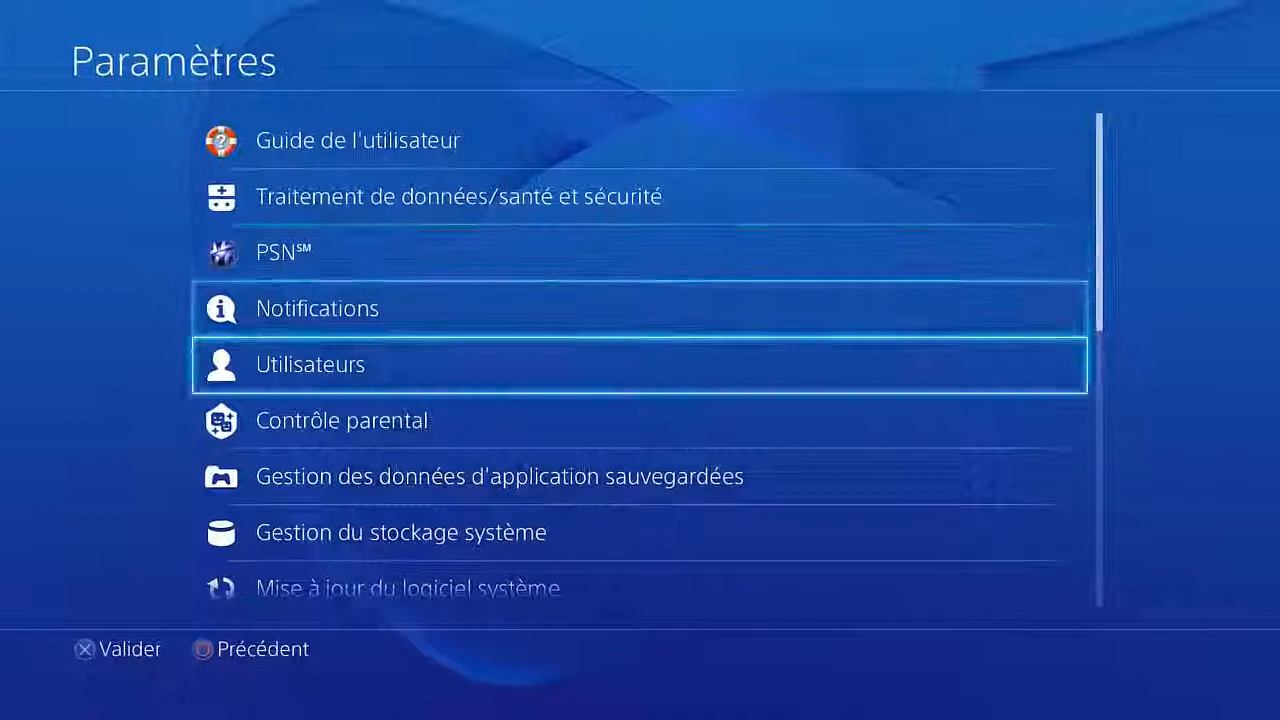 Paramètres
Guide de l'utilisateur
Traitement de données/santé et sécurité
PSN℠
Notifications
Utilisateurs
Contrôle parental
Gestion des données d'application sauvegardées
Gestion du stockage système
Mise à jour du logiciel système
Valider Précédent